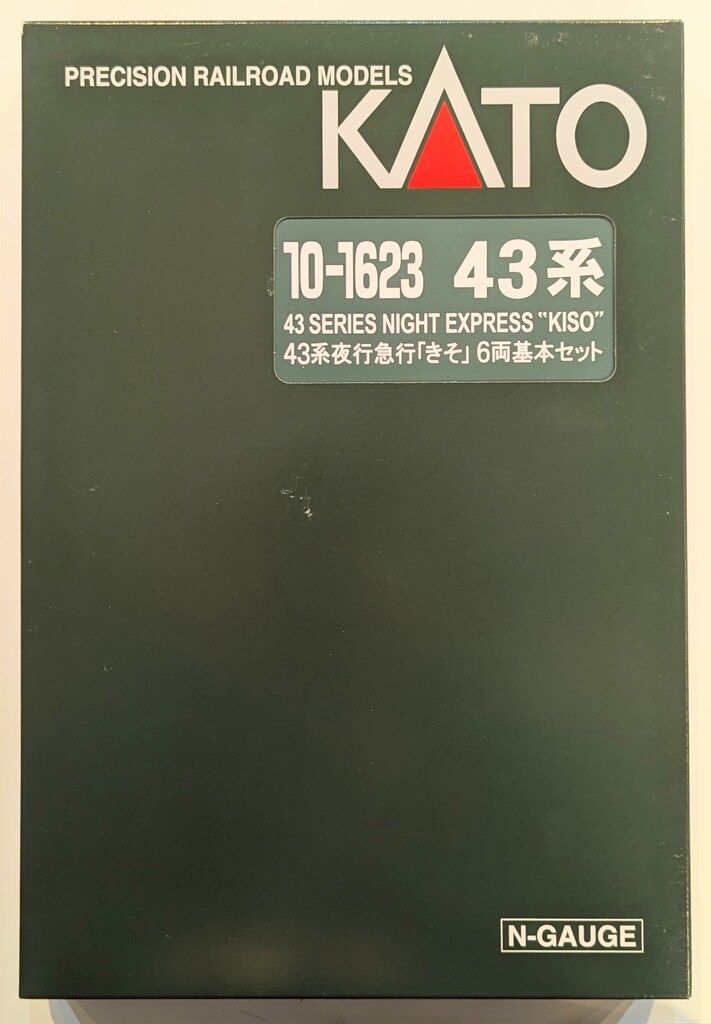 PRECISION RAILROAD MODELS
KATO
10-1623 43系
43 SERIES NIGHT EXPRESS "KISO"
43系夜行急行「きそ」6両基本セット
N-GAUGE